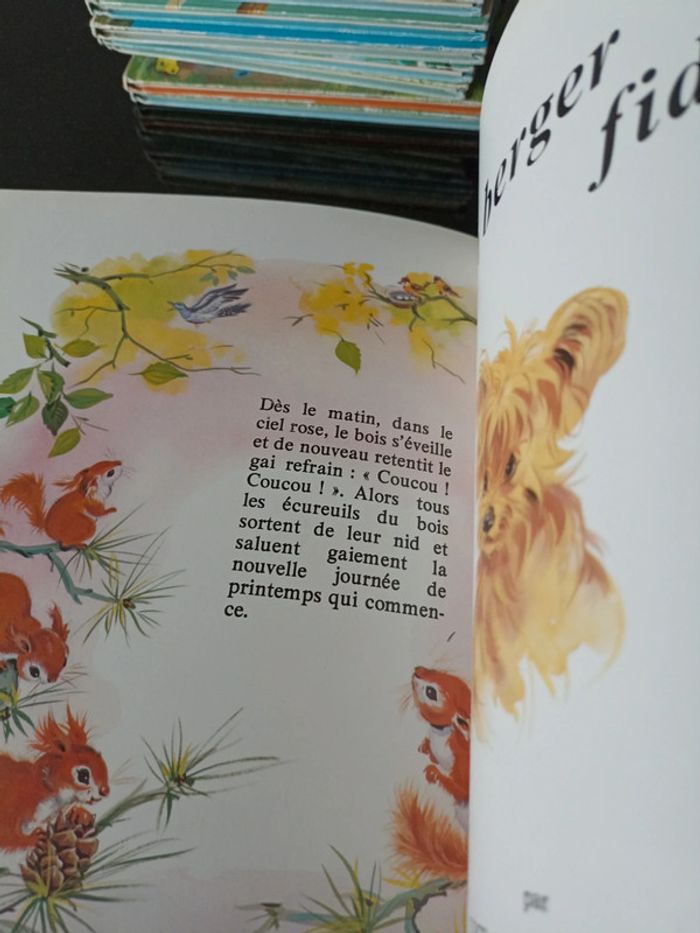 Dès le matin, dans le
ciel rose, le bois s'éveille
et de nouveau retentit le
gai refrain : « Coucou !
Coucou ! ». Alors tous
les écureuils du bois
sortent de leur nid et
saluent gaiement la
nouvelle journée de
printemps qui commen-
ce.
berger
fid
par